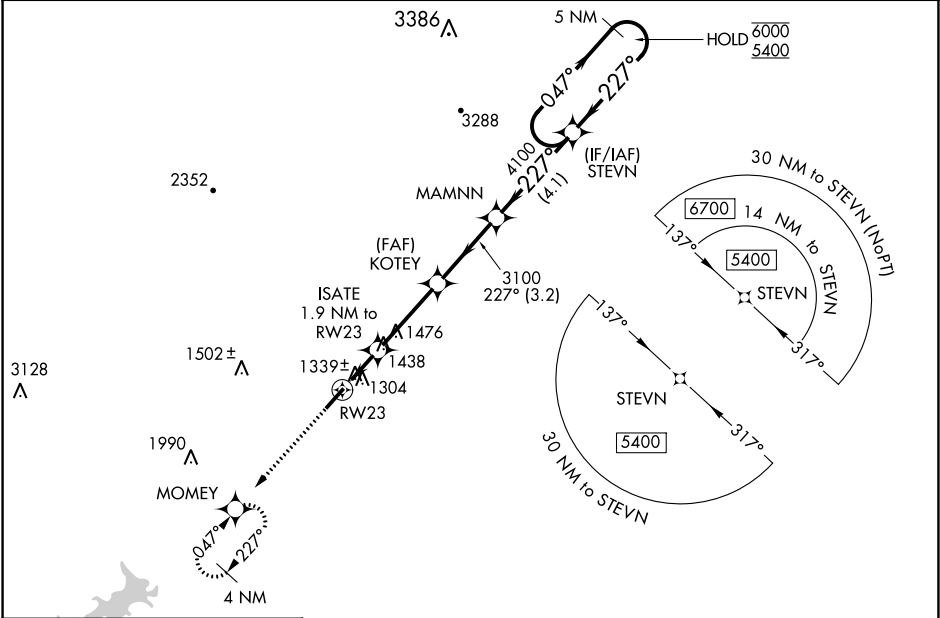 3386
5 NM
HOLD 6000
5400
047°
227°
3288
4100
227°
(4.1)
(IF/IAF)
STEVN
2352
MAMNN
30 NM to STEVN (NoPT)
6700
14 NM to STEVN
137°
5400
STEVN
317°
(FAF)
KOTEY
3100
227° (3.2)
ISATE
1.9 NM to
RW23
1476
1438
1339±
1304
RW23
1502±
3128
137°
STEVN
317°
5400
30 NM to STEVN
1990
MOMEY
047°
227°
4 NM